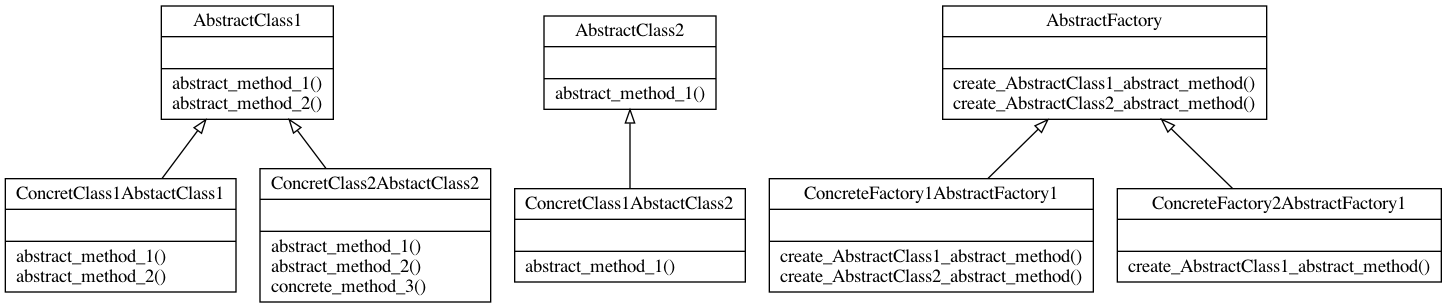 AbstractClass1
abstract_method_1()
abstract_method_2()
AbstractClass2
abstract_method_1()
AbstractFactory
create_AbstractClass1_abstract_method()
create_AbstractClass2_abstract_method()
ConcretClass1AbstactClass1
abstract_method_1()
abstract_method_2()
ConcretClass2AbstactClass2
abstract_method_1()
abstract_method_2()
concrete_method_3()
ConcretClass1AbstactClass2
abstract_method_1()
ConcreteFactory1AbstractFactory1
create_AbstractClass1_abstract_method()
create_AbstractClass2_abstract_method()
ConcreteFactory2AbstractFactory1
create_AbstractClass1_abstract_method()